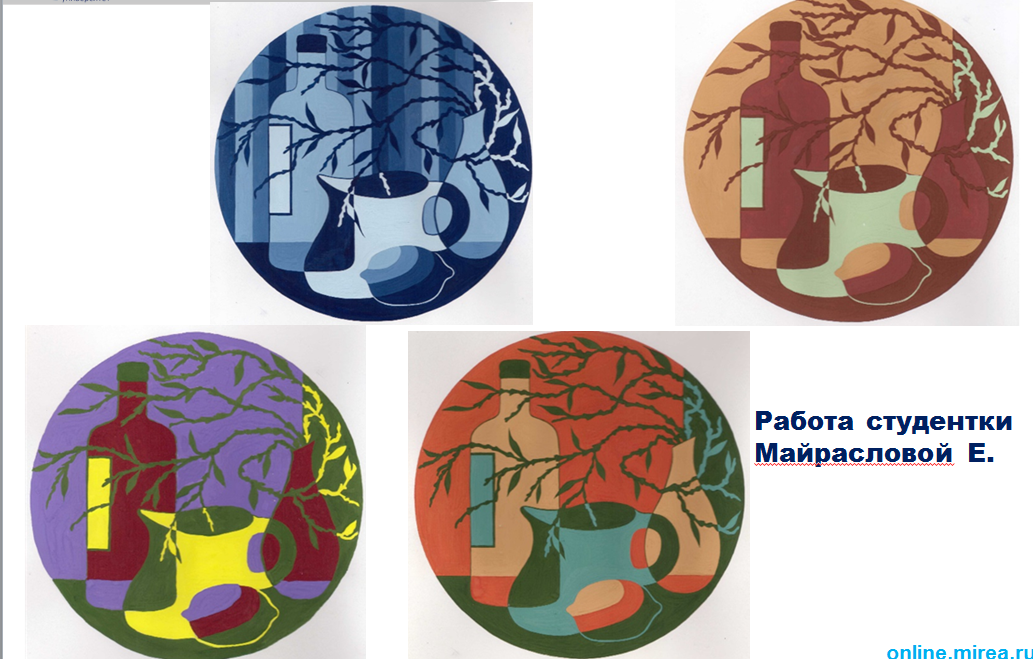 Работа студентки
Майрасловой Е.
online.mirea.ru